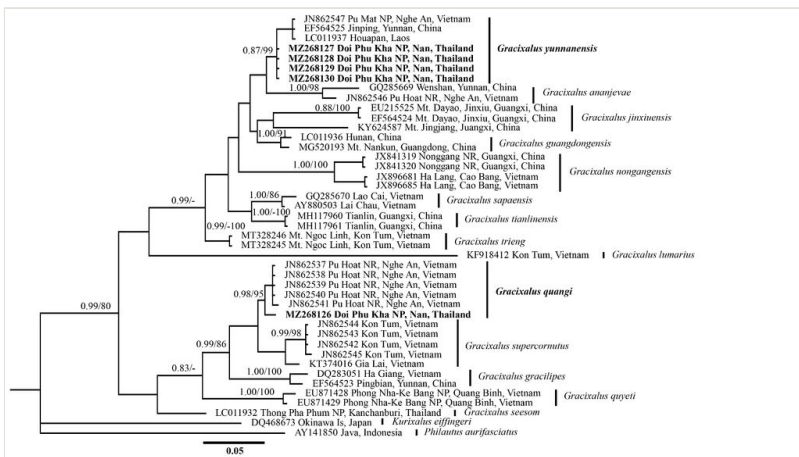 JN862547 Pu Mat NP, Nghe An, Vietnam
EF564525 Jinping, Yunnan, China
LC011937 Houapan, Laos
0.87/99
MZ268127 Doi Phu Kha NP, Nan, Thailand
Gracixalus yunnanensis
MZ268128 Doi Phu Kha NP, Nan, Thailand
MZ268129 Doi Phu Kha NP, Nan, Thailand
MZ268130 Doi Phu Kha NP, Nan, Thailand
1.00/98
GQ285669 Wenshan, Yunnan, China
Gracixalus ananjevae
JN862546 Pu Hoat NR, Nghe An, Vietnam
0.88/100
EU215525 Mt. Dayao, Jinxiu, Guangxi, China
EF564524 Mt. Dayao, Jinxiu, Guangxi, China
Gracixalus jinxinensis
KY624587 Mt. Jingjang, Juangxi, China
1.00/91
LC011936 Hunan, China
Gracixalus guangdongensis
MG520193 Mt. Nankun, Guangdong, China
1.00/100
JX841319 Nonggang NR, Guangxi, China
JX841320 Nonggang NR, Guangxi, China
Gracixalus nongangensis
JX896681 Ha Lang, Cao Bang, Vietnam
JX896685 Ha Lang, Cao Bang, Vietnam
0.99/-
1.00/86
GQ285670 Lao Cai, Vietnam
Gracixalus sapaensis
AY880503 Lai Chau, Vietnam
1.00/-100
MH117960 Tianlin, Guangxi, China
Gracixalus tianlinensis
MH117961 Tianlin, Guangxi, China
0.99/-100
MT328246 Mt. Ngoc Linh, Kon Tum, Vietnam
Gracixalus trieng
MT328245 Mt. Ngoc Linh, Kon Tum, Vietnam
KF918412 Kon Tum, Vietnam
Gracixalus lumarius
0.99/80
JN862537 Pu Hoat NR, Nghe An, Vietnam
JN862538 Pu Hoat NR, Nghe An, Vietnam
JN862539 Pu Hoat NR, Nghe An, Vietnam
0.98/95
Gracixalus quangi
JN862540 Pu Hoat NR, Nghe An, Vietnam
JN862541 Pu Hoat NR, Nghe An, Vietnam
MZ268126 Doi Phu Kha NP, Nan, Thailand
0.99/98
JN862544 Kon Tum, Vietnam
JN862543 Kon Tum, Vietnam
0.99/86
JN862542 Kon Tum, Vietnam
Gracixalus supercornutus
JN862545 Kon Tum, Vietnam
KT374016 Gia Lai, Vietnam
0.83/-
1.00/100
DQ283051 Ha Giang, Vietnam
Gracixalus gracilipes
EF564523 Pingbian, Yunnan, China
1.00/100
EU871428 Phong Nha-Ke Bang NP, Quang Binh, Vietnam
Gracixalus quyeti
EU871429 Phong Nha-Ke Bang NP, Quang Binh, Vietnam
LC011932 Thong Pha Phum NP, Kanchanburi, Thailand
Gracixalus seesom
DQ468673 Okinawa Is, Japan
Kurixalus eiffingeri
AY141850 Java, Indonesia
Philautus aurifasciatus
0.05